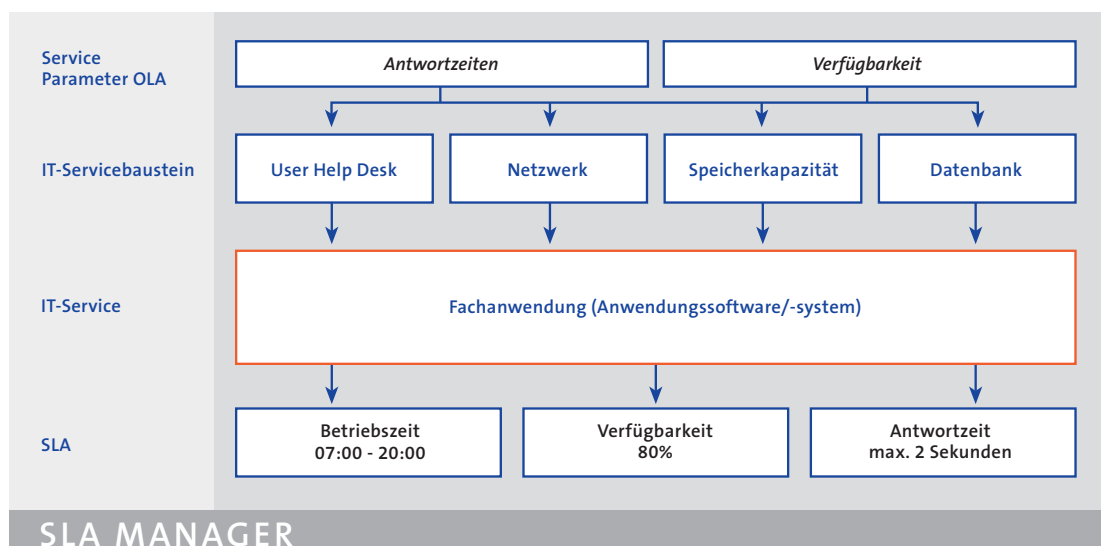 Service
Parameter OLA
Antwortzeiten
Verfügbarkeit
IT-Servicebaustein
User Help Desk
Netzwerk
Speicherkapazität
Datenbank
IT-Service
Fachanwendung (Anwendungssoftware/-system)
SLA
Betriebszeit
07:00 - 20:00
Verfügbarkeit
80%
Antwortzeit
max. 2 Sekunden
SLA MANAGER